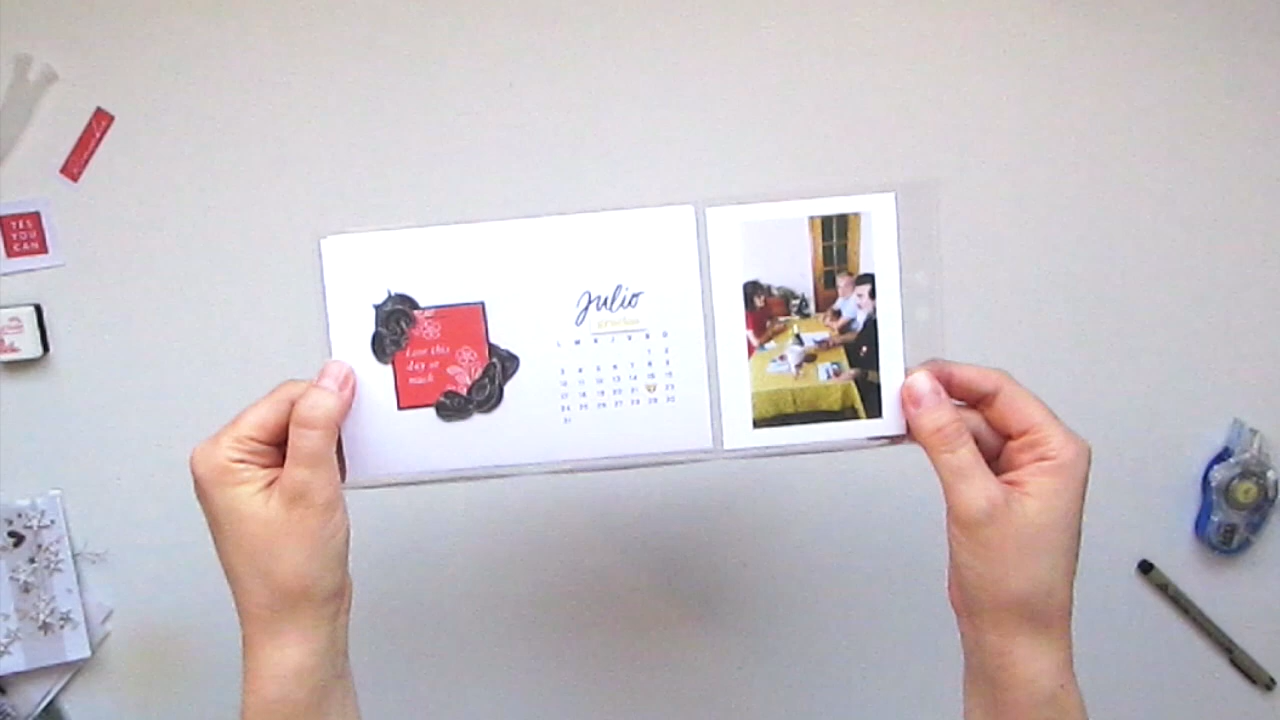 YES
YOU
CAN
Love this
day so
much
Julio
gracias
L M X J V S D
1 2
3 4 5 6 7 8 9
10 11 12 13 14 15
17 18 19 20 21 23
24 25 26 27 28 29 30
31